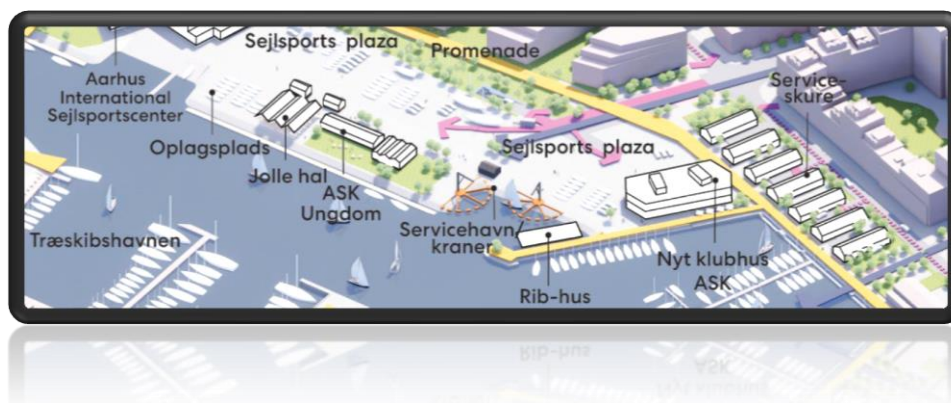 Sejlsports plaza
Promenade
Aarhus
International
Sejlsportscenter
Service-
skure
Oplagsplads
Jolle hal
ASK
Ungdom
Sejlsports plaza
Træskibshavnen
Servicehavn/
kraner
Nyt klubhus
ASK
Rib-hus